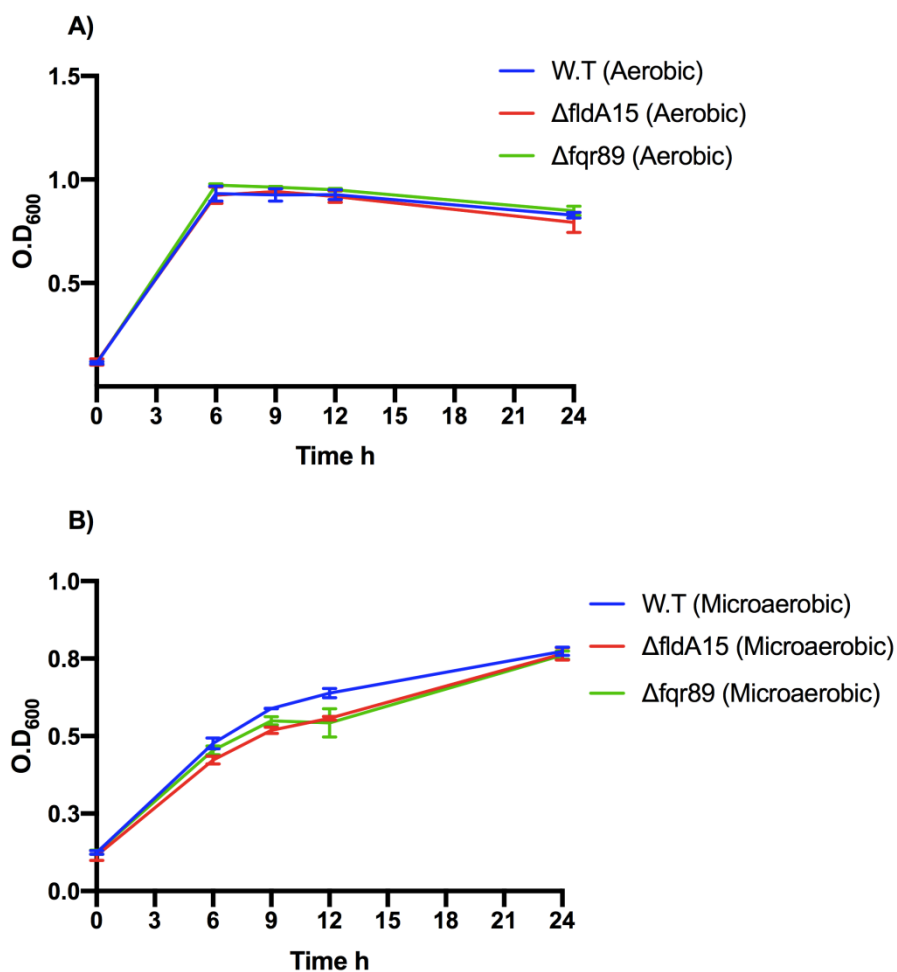 A)
W.T (Aerobic)
ΔfldA15 (Aerobic)
Δfqr89 (Aerobic)
1.5
1.0
0.5
O.D600
0 3 6 9 12 15 18 21 24
Time h
B)
W.T (Microaerobic)
ΔfldA15 (Microaerobic)
Δfqr89 (Microaerobic)
1.0
0.8
0.5
0.3
0.0
O.D600
0 3 6 9 12 15 18 21 24
Time h